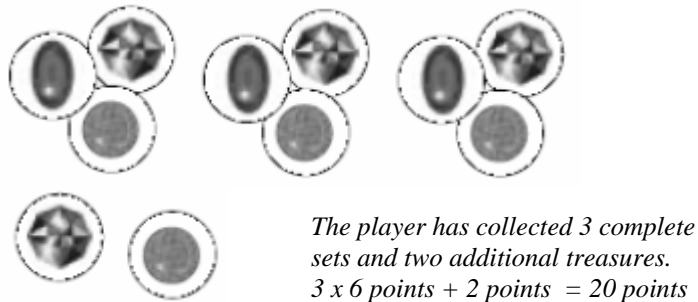 The player has collected 3 complete
sets and two additional treasures.
3 x 6 points + 2 points = 20 points